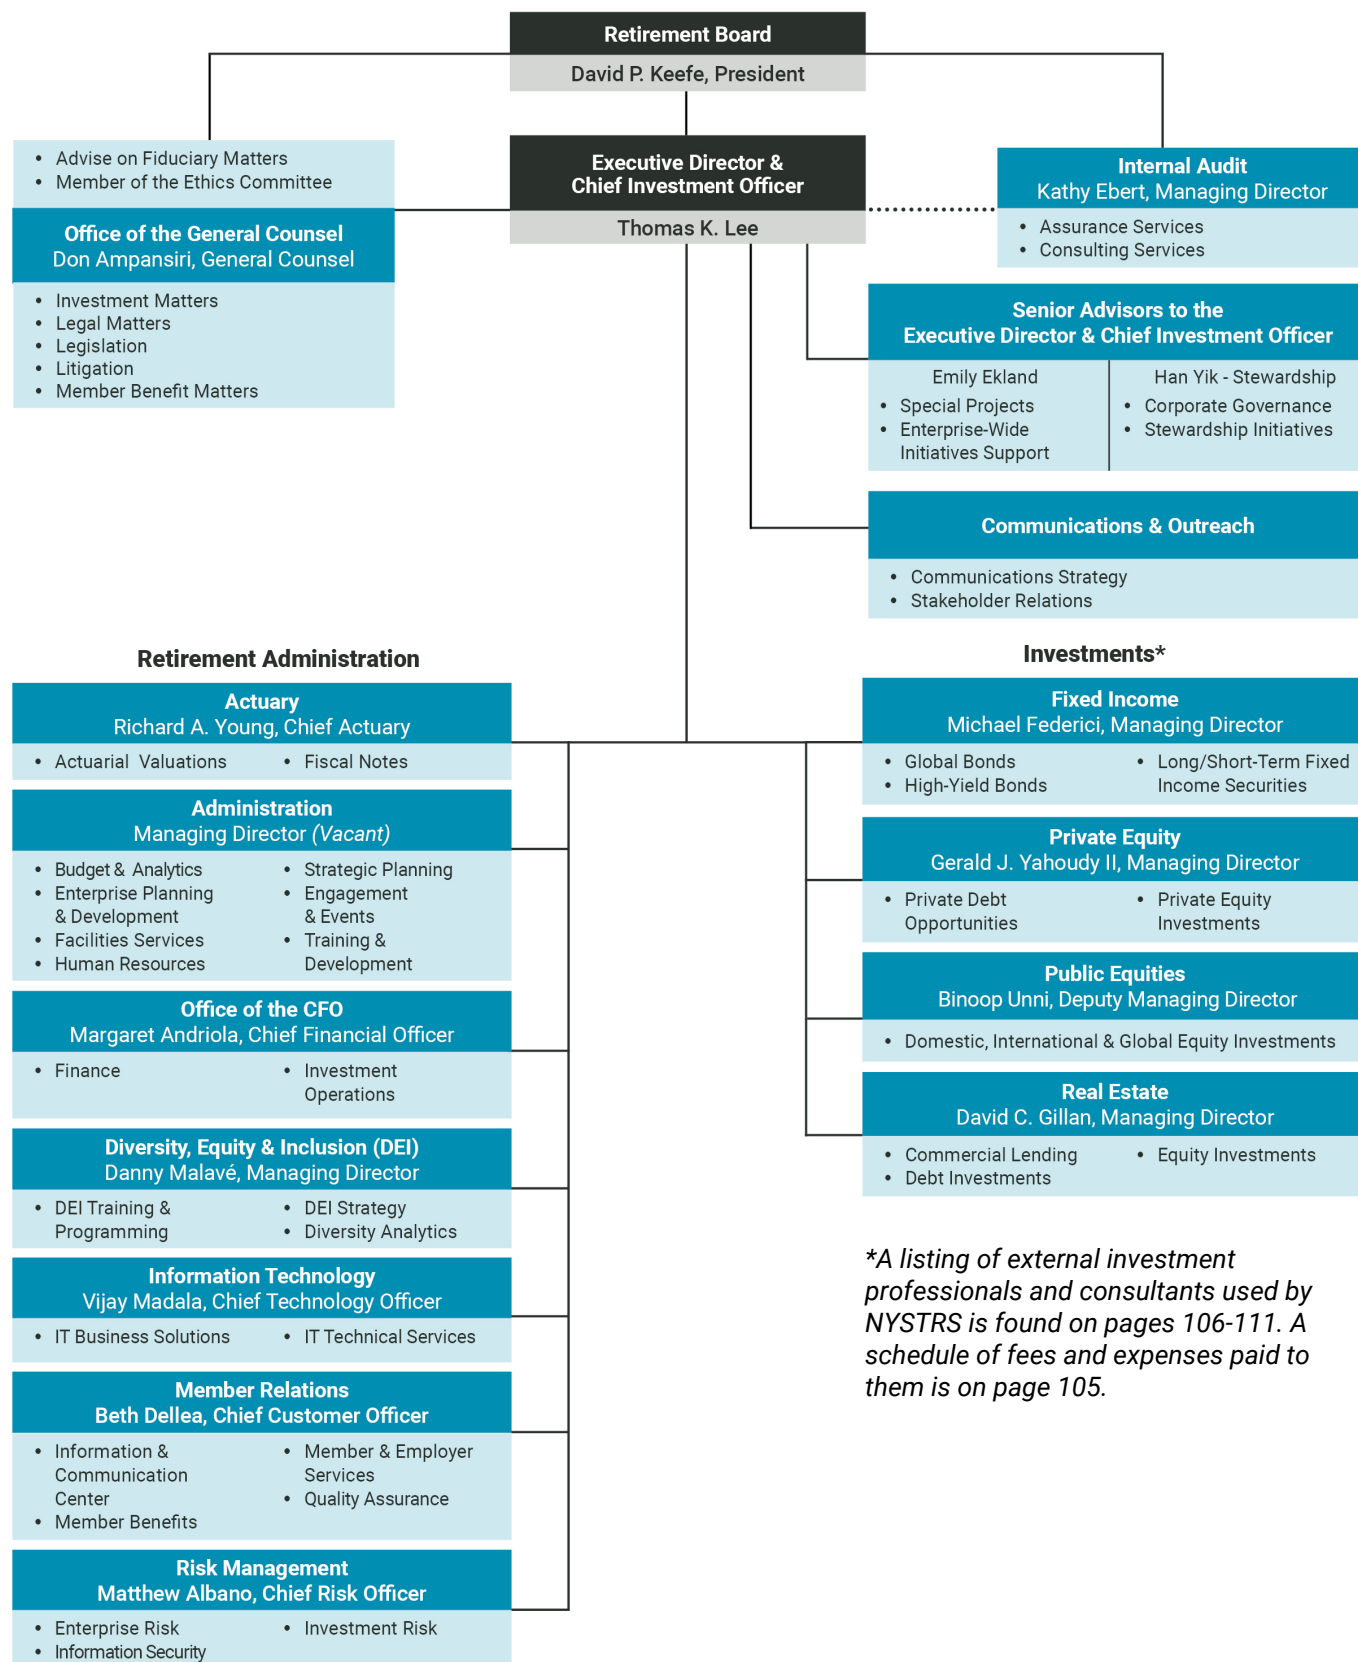 Retirement Board
David P. Keefe, President
• Advise on Fiduciary Matters
• Member of the Ethics Committee
Office of the General Counsel
Don Ampansiri, General Counsel
• Investment Matters
• Legal Matters
• Legislation
• Litigation
• Member Benefit Matters
Executive Director &
Chief Investment Officer
Thomas K. Lee
Internal Audit
Kathy Ebert, Managing Director
• Assurance Services
• Consulting Services
Senior Advisors to the
Executive Director & Chief Investment Officer
Emily Ekland
• Special Projects
• Enterprise-Wide
Initiatives Support
Han Yik - Stewardship
• Corporate Governance
• Stewardship Initiatives
Communications & Outreach
• Communications Strategy
• Stakeholder Relations
Retirement Administration
Actuary
Richard A. Young, Chief Actuary
• Actuarial Valuations
• Fiscal Notes
Administration
Managing Director (Vacant)
• Budget & Analytics
• Enterprise Planning
& Development
• Facilities Services
• Human Resources
• Strategic Planning
• Engagement
& Events
• Training &
Development
Office of the CFO
Margaret Andriola, Chief Financial Officer
• Finance
• Investment
Operations
Diversity, Equity & Inclusion (DEI)
Danny Malavé, Managing Director
• DEI Training &
Programming
• DEI Strategy
• Diversity Analytics
Information Technology
Vijay Madala, Chief Technology Officer
• IT Business Solutions
• IT Technical Services
Member Relations
Beth Dellea, Chief Customer Officer
• Information &
Communication
Center
• Member Benefits
• Member & Employer
Services
• Quality Assurance
Risk Management
Matthew Albano, Chief Risk Officer
• Enterprise Risk
• Information Security
• Investment Risk
Investments*
Fixed Income
Michael Federici, Managing Director
• Global Bonds
• High-Yield Bonds
• Long/Short-Term Fixed
Income Securities
Private Equity
Gerald J. Yahoudy II, Managing Director
• Private Debt
Opportunities
• Private Equity
Investments
Public Equities
Binoop Unni, Deputy Managing Director
• Domestic, International & Global Equity Investments
Real Estate
David C. Gillan, Managing Director
• Commercial Lending
• Debt Investments
• Equity Investments
*A listing of external investment
professionals and consultants used by
NYSTRS is found on pages 106-111. A
schedule of fees and expenses paid to
them is on page 105.